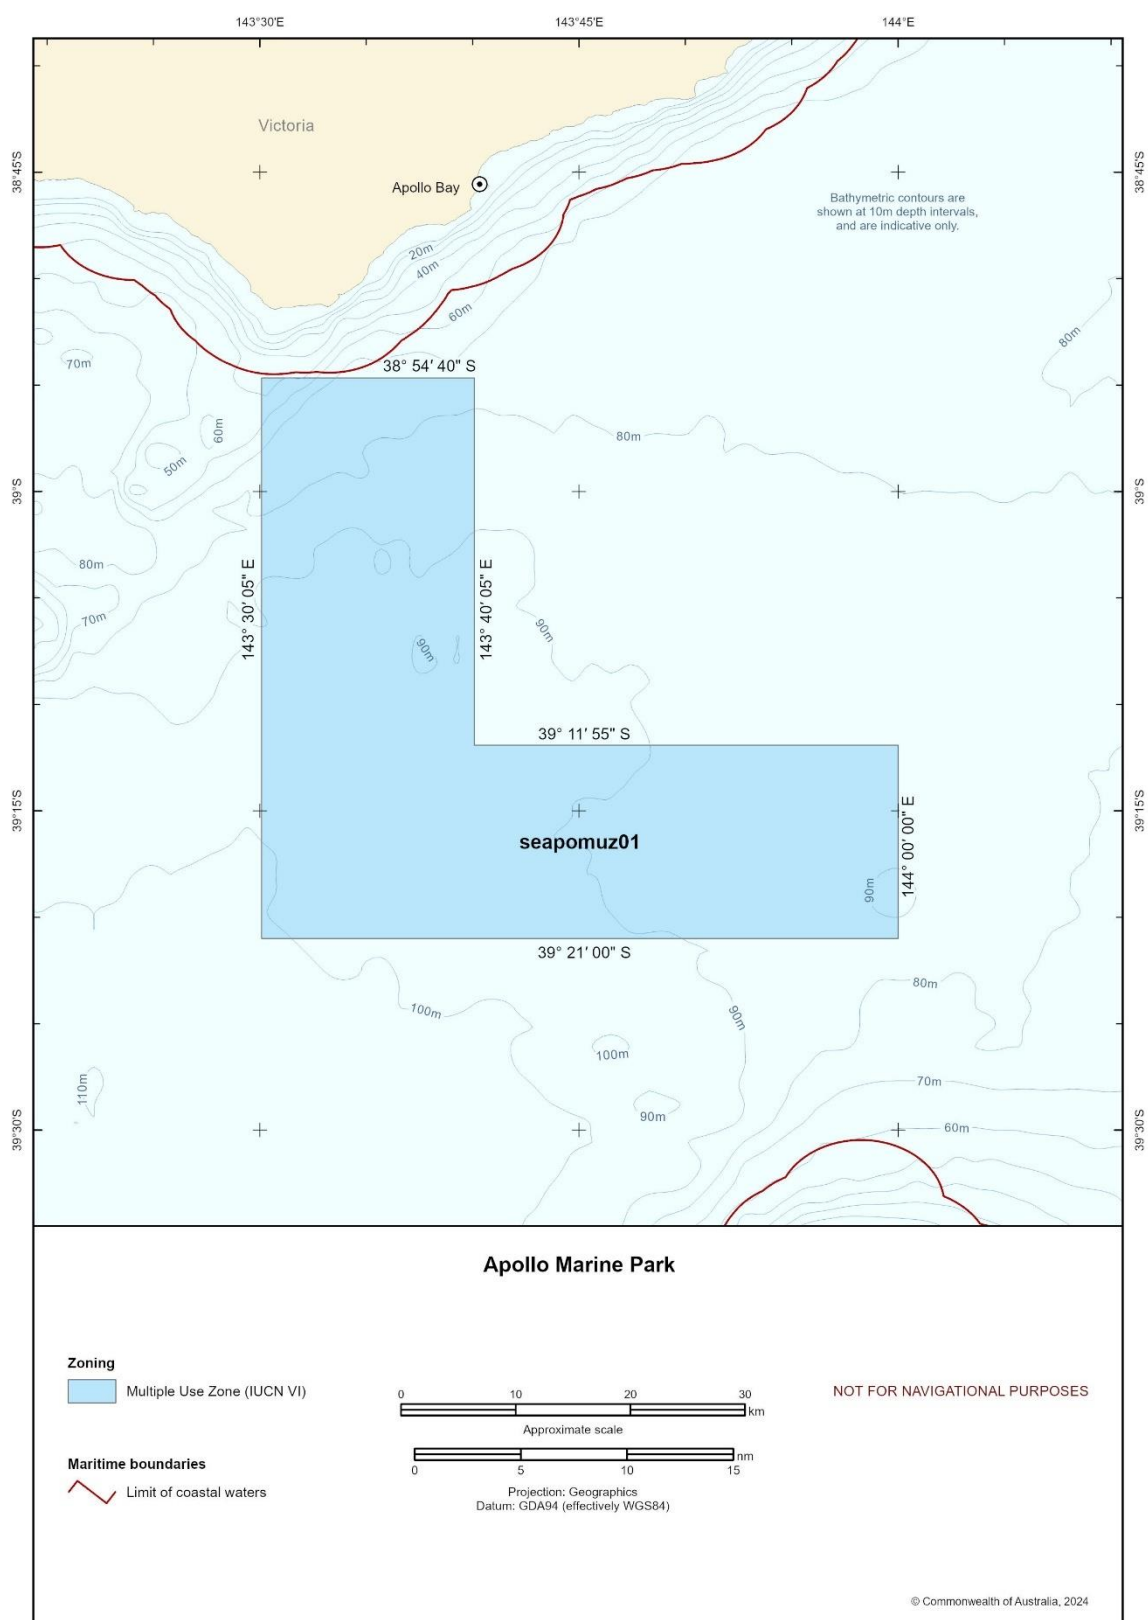 143°30'E
143°45'E
144°E
Victoria
38°45'S
38°45'S
Apollo Bay
Bathymetric contours are
shown at 10m depth intervals,
and are indicative only.
20m
40m
60m
80m
70m
38° 54′ 40″ S
60m
80m
50m
39°S
39°S
80m
143° 30′ 05″ E
143° 40′ 05″ E
70m
90m
90m
39° 11′ 55″ S
39°15'S
39°15'S
seapomuz01
144° 00′ 00″ E
90m
39° 21′ 00″ S
80m
100m
90m
100m
110m
70m
90m
60m
39°30'S
39°30'S
Apollo Marine Park
Zoning
Multiple Use Zone (IUCN VI)
0 10 20 30
km
Approximate scale
NOT FOR NAVIGATIONAL PURPOSES
nm
0 5 10 15
Maritime boundaries
Limit of coastal waters
Projection: Geographics
Datum: GDA94 (effectively WGS84)
© Commonwealth of Australia, 2024